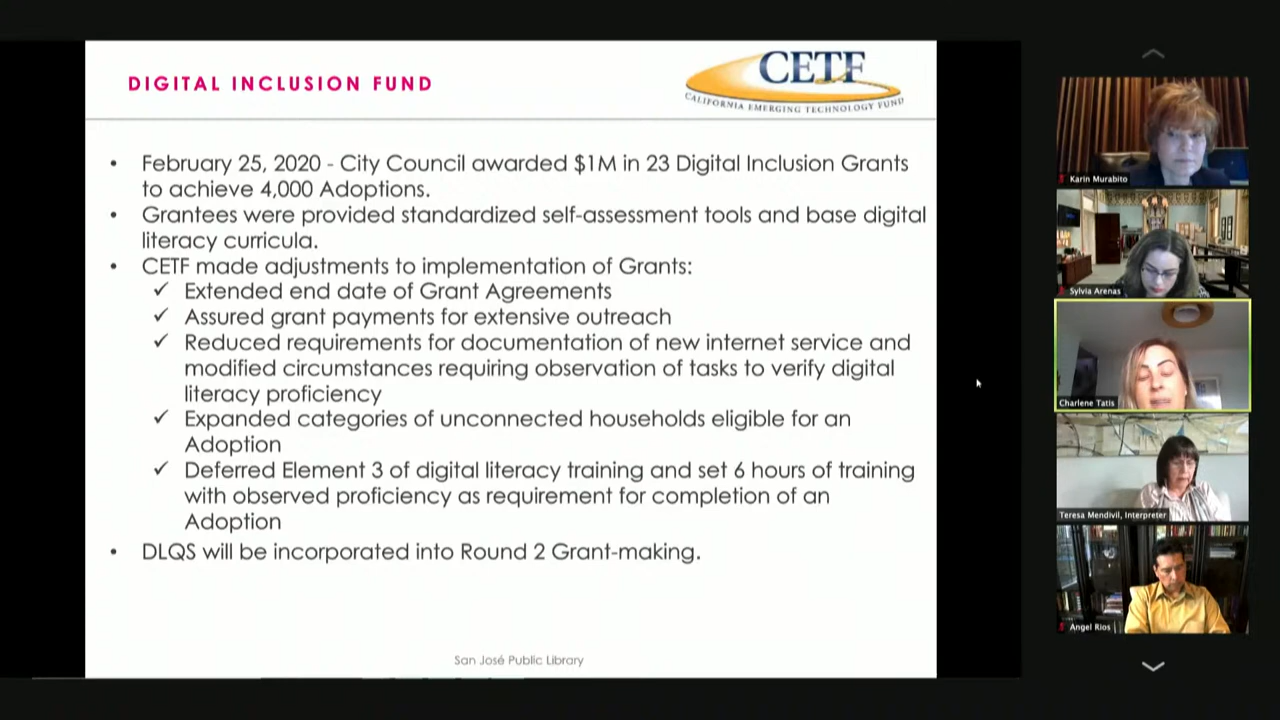 DIGITAL INCLUSION FUND
CETF
CALIFORNIA EMERGING TECHNOLOGY FUND
• February 25, 2020 - City Council awarded $1M in 23 Digital Inclusion Grants
to achieve 4,000 Adoptions.
• Grantees were provided standardized self-assessment tools and base digital
literacy curricula.
• CETF made adjustments to implementation of Grants:
✓ Extended end date of Grant Agreements
✓ Assured grant payments for extensive outreach
✓ Reduced requirements for documentation of new internet service and
modified circumstances requiring observation of tasks to verify digital
literacy proficiency
✓ Expanded categories of unconnected households eligible for an
Adoption
✓ Deferred Element 3 of digital literacy training and set 6 hours of training
with observed proficiency as requirement for completion of an
Adoption
• DLQS will be incorporated into Round 2 Grant-making.
San José Public Library
Karin Murabito
Sylvia Arenas
Charlene Tatis
Teresa Mendivil, Interpreter
Angel Rios